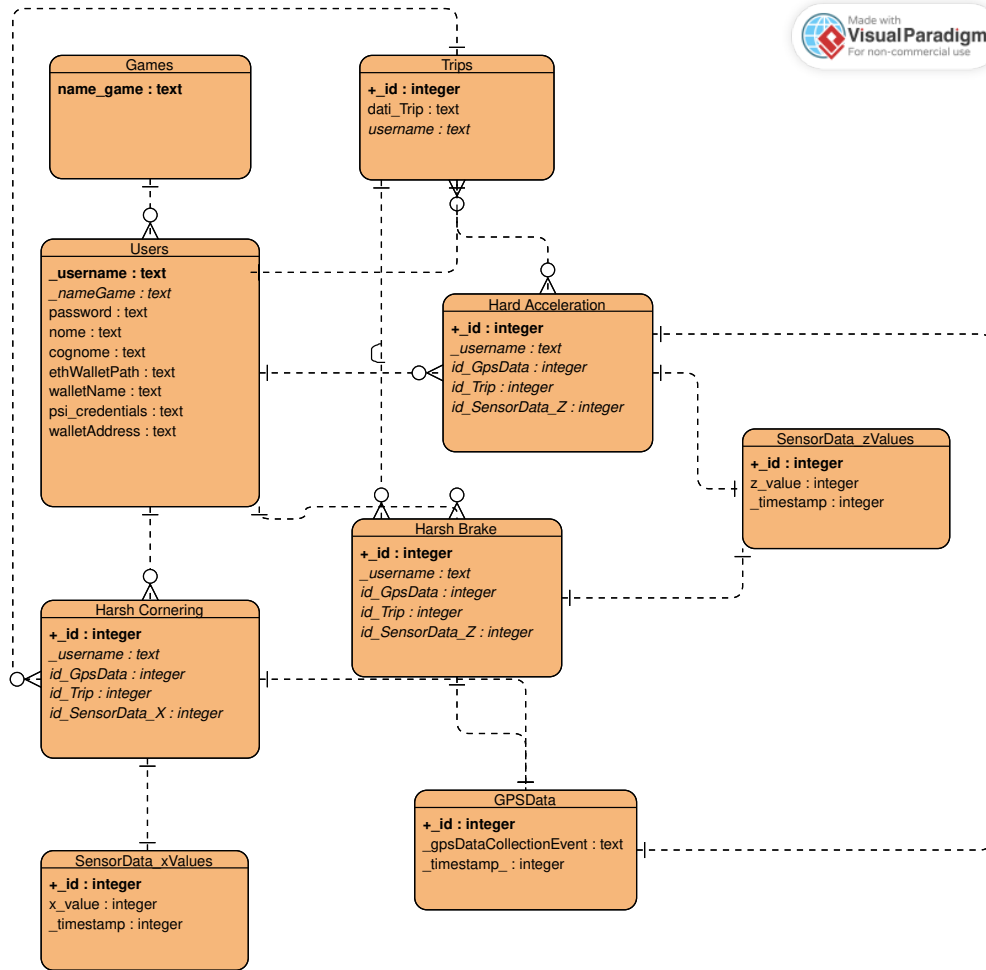 Made with
Visual Paradigm
For non-commercial use
Games
name_game : text
Trips
+_id : integer
dati_Trip : text
username : text
Users
_username : text
_nameGame : text
password : text
nome : text
cognome : text
ethWalletPath : text
walletName : text
psi_credentials : text
walletAddress : text
Hard Acceleration
+_id : integer
_username : text
id_GpsData : integer
id_Trip : integer
id_SensorData_Z : integer
SensorData_zValues
+_id : integer
z_value : integer
_timestamp : integer
Harsh Brake
+_id : integer
_username : text
id_GpsData : integer
id_Trip : integer
id_SensorData_Z : integer
Harsh Cornering
+_id : integer
_username : text
id_GpsData : integer
id_Trip : integer
id_SensorData_X : integer
GPSData
+_id : integer
_gpsDataCollectionEvent : text
_timestamp_ : integer
SensorData_xValues
+_id : integer
x_value : integer
_timestamp : integer